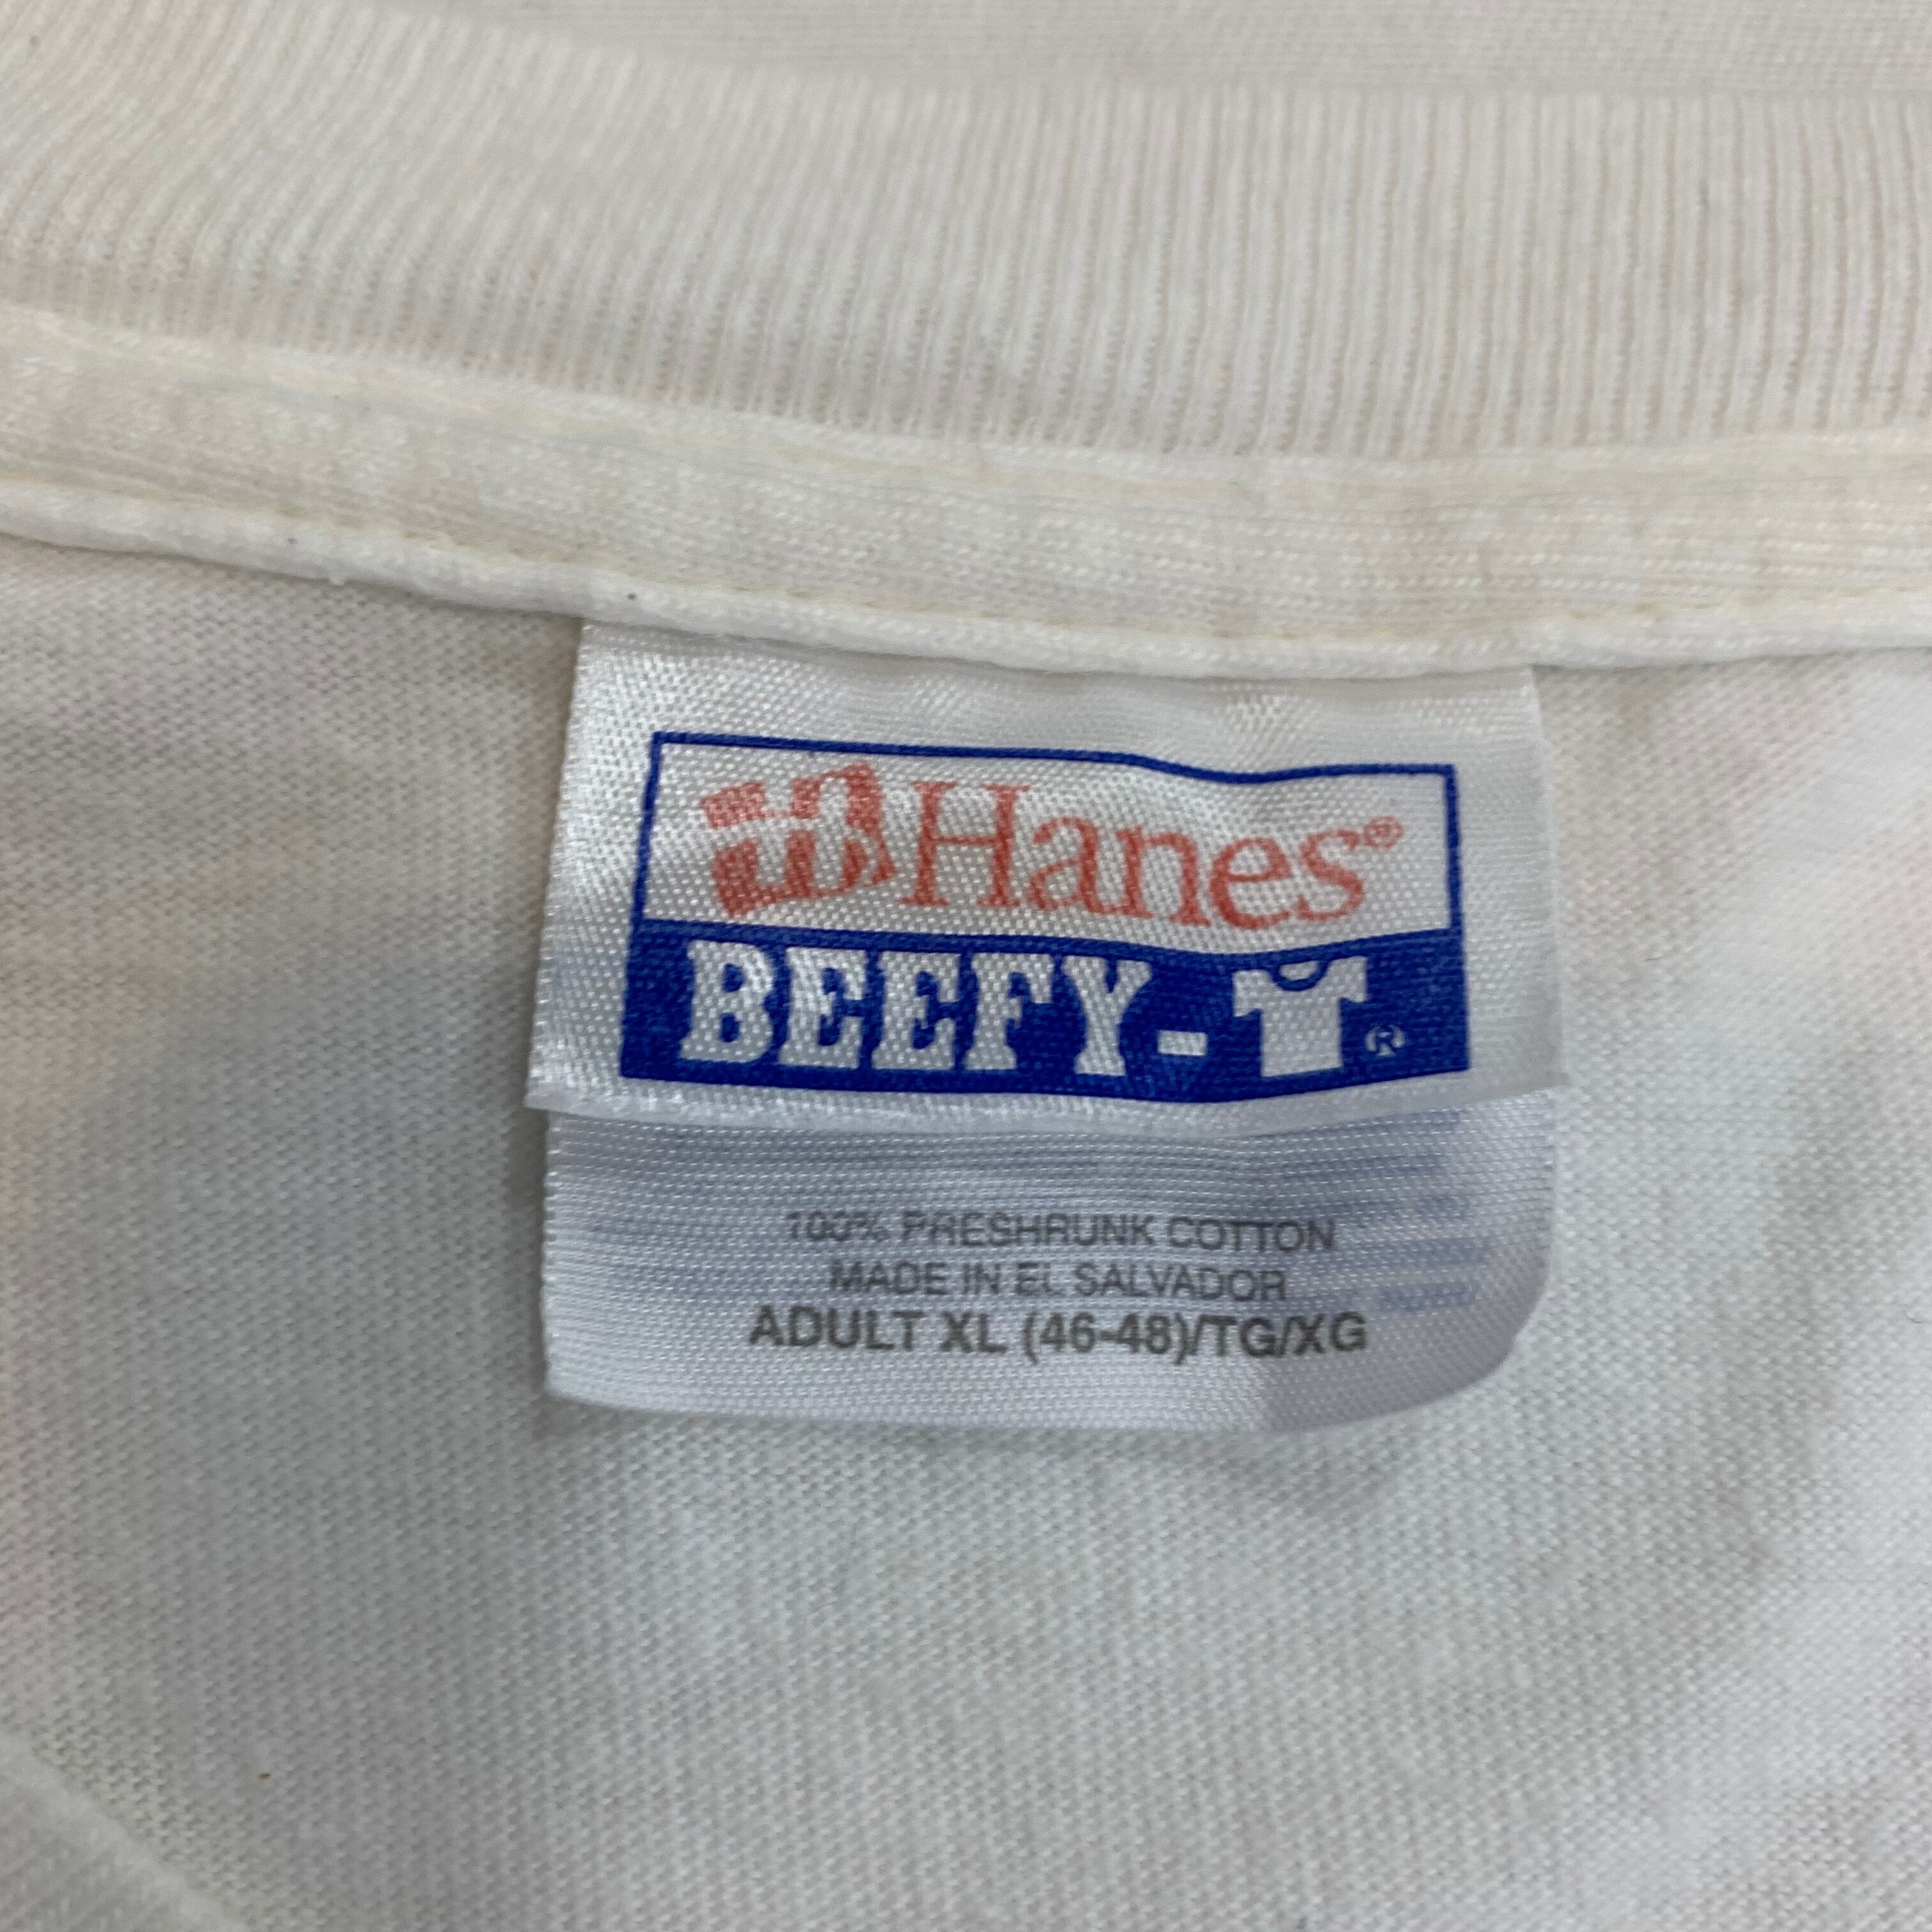 Hanes®
BEEFY-T®
100% PRESHRUNK COTTON
MADE IN EL SALVADOR
ADULT XL (46-48)/TG/XG